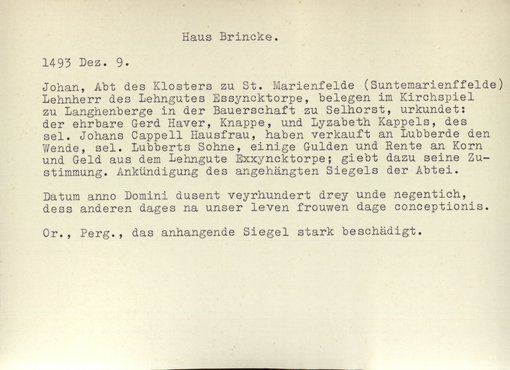 Haus Brincke.
1493 Dez. 9.
Johan, Abt des Klosters zu St. Marienfelde (Suntemarienffelde)
Lehnherr des Lehngutes Essyncktorpe, belegen im Kirchspiel
zu Langhenberge in der Bauerschaft zu Selhorst, urkundet:
der ehrbare Gerd Haver, Knappe, und Lyzabeth Kappels, des
sel. Johans Cappell Hausfrau, haben verkauft an Lubberde den
Wende, sel. Lubberts Sohne, einige Gulden und Rente an Korn
und Geld aus dem Lehngute Exxyncktorpe; giebt dazu seine Zu-
stimmung. Ankündigung des angehängten Siegels der Abtei.
Datum anno Domini dusent veyrhundert drey unde negentich,
dess anderen dages na unser leven frouwen dage conceptionis.
Or., Perg., das anhangende Siegel stark beschädigt.